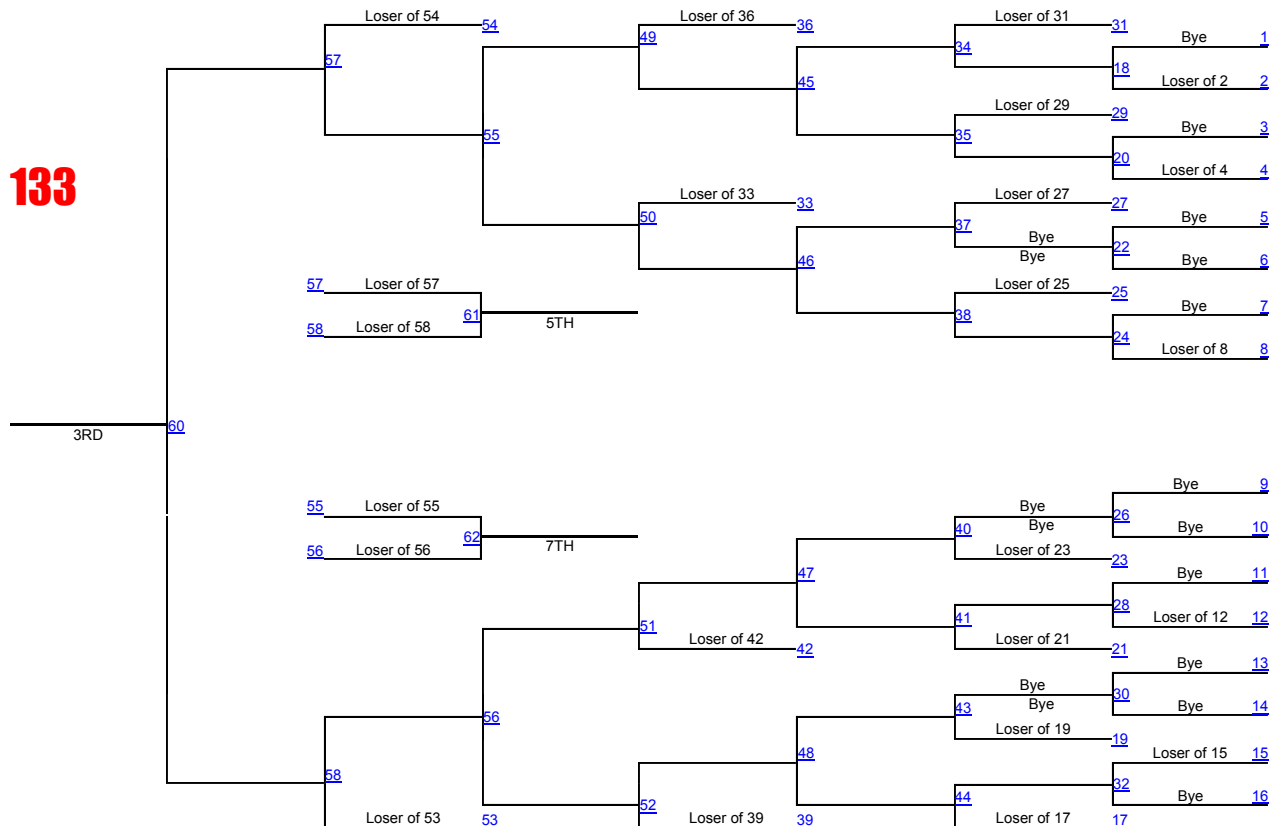 Loser of 54 54 Loser of 36 36 Loser of 31 31
Bye 1
49 34
57 18
Loser of 2 2
45
Loser of 29 29
Bye 3
55 35
20
133
Loser of 4 4
Loser of 33 33 Loser of 27 27
Bye 5
50 37
Bye 22
Bye
46 Bye 6
57 Loser of 57 Loser of 25 25
Bye 7
61 5TH 38
58 Loser of 58 24
Loser of 8 8
60
3RD
Bye 9
55 Loser of 55 Bye 26
Bye
40
62 7TH Bye 10
56 Loser of 56 Loser of 23 23
47 Bye 11
28
41 Loser of 12 12
51
Loser of 42 42 Loser of 21 21
Bye 13
Bye 30
Bye
43
56 Bye 14
Loser of 19 19
48 Loser of 15 15
58 32
44
52 Bye 16
Loser of 53 53 Loser of 39 39 Loser of 17 17